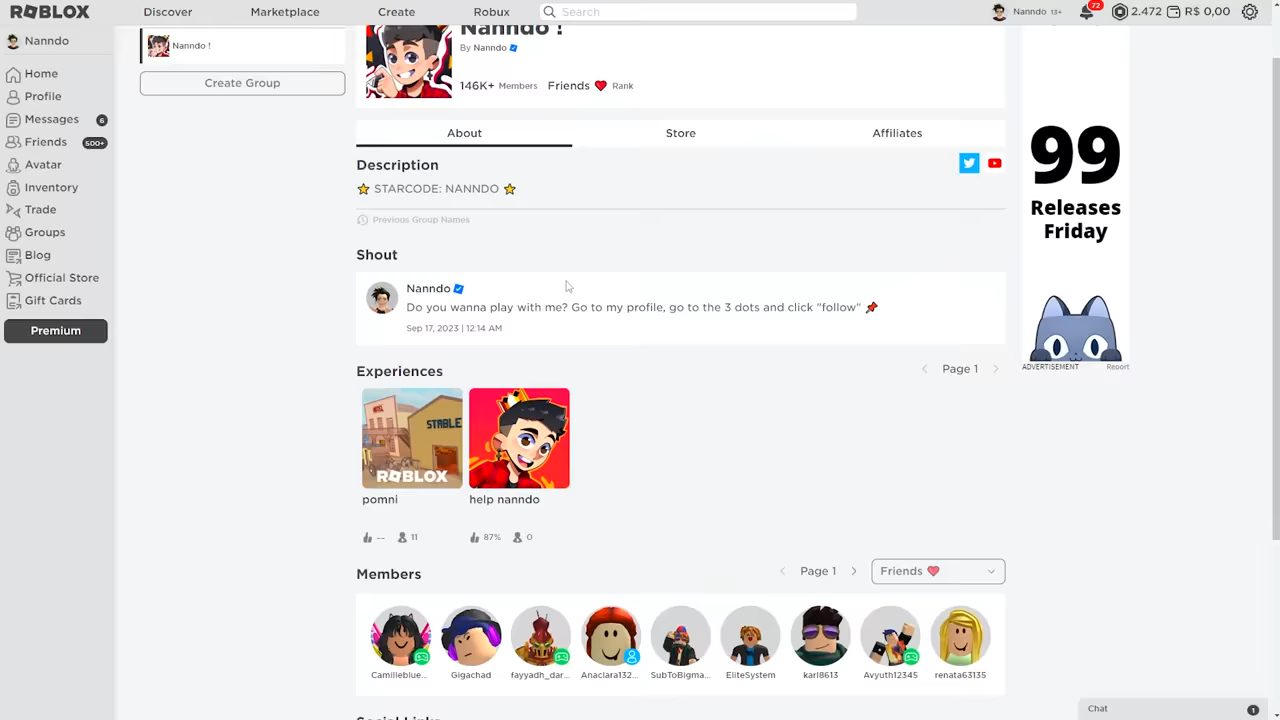 ROBLOX
Discover
Marketplace
Create
Robux
Search
Nanndo 13+
72
2.472
R$ 0,00
Nanndo
Home
Profile
Messages 6
Friends 500+
Avatar
Inventory
Trade
Groups
Blog
Official Store
Gift Cards
Premium
Nanndo !
Create Group
Nanndo !
By Nanndo
146K+ Members Friends ❤️ Rank
About
Store
Affiliates
Description
⭐ STARCODE: NANNDO ⭐
Previous Group Names
Shout
Nanndo
Do you wanna play with me? Go to my profile, go to the 3 dots and click "follow" 📌
Sep 17, 2023 | 12:14 AM
Experiences
Page 1
HOTEL
STABLE
ROBLOX
pomni
help nanndo
-- 11
87% 0
Members
Page 1
Friends ❤️
Camilleblue...
Gigachad
fayyadh_dar...
Anaclara132...
SubToBigma...
EliteSystem
karl8613
Avyuth12345
renata63135
Social Links
99
Releases
Friday
ADVERTISEMENT
Report
Chat 1